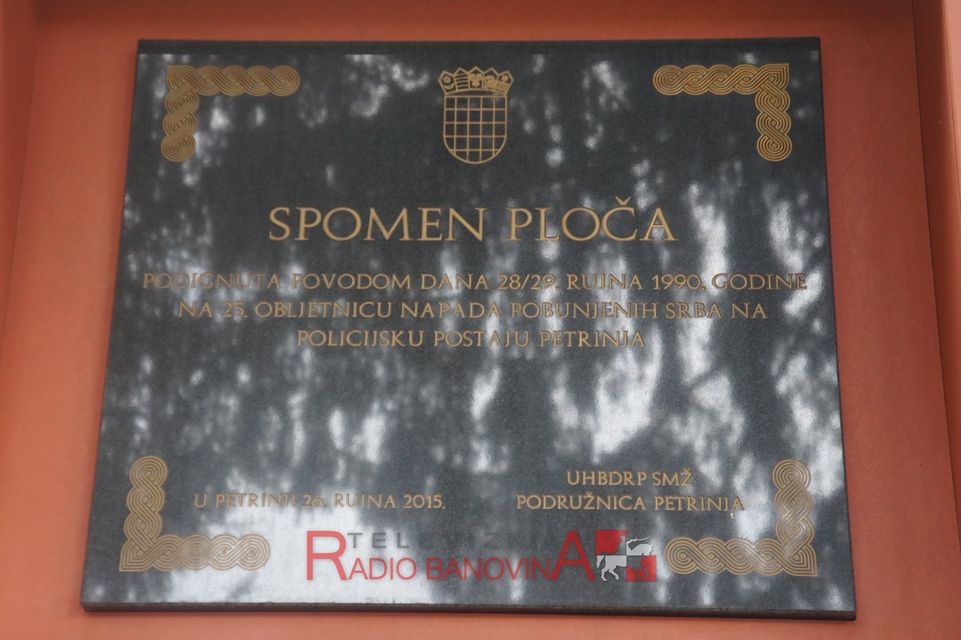 SPOMEN PLOČA
PODIGNUTA POVODOM DANA 28/29. RUJNA 1990. GODINE
NA 25. OBLJETNICU NAPADA POBUNJENIH SRBA NA
POLICIJSKU POSTAJU PETRINJA
UHBDRP SMŽ
U PETRINJI 26. RUJNA 2015.
PODRUŽNICA PETRINJA
TELEVIZIJA
RADIO BANOVINA